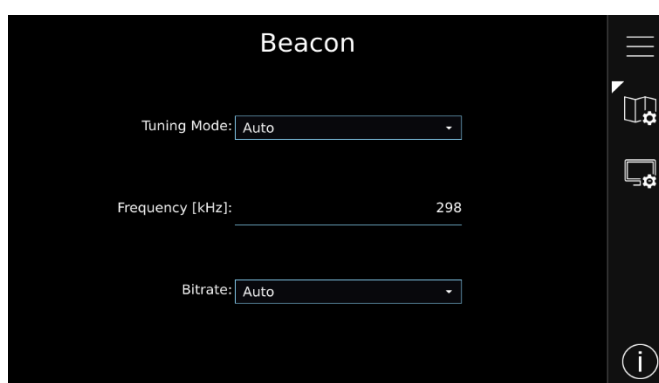 Beacon
Tuning Mode: Auto
Frequency [kHz]: 298
Bitrate: Auto
i